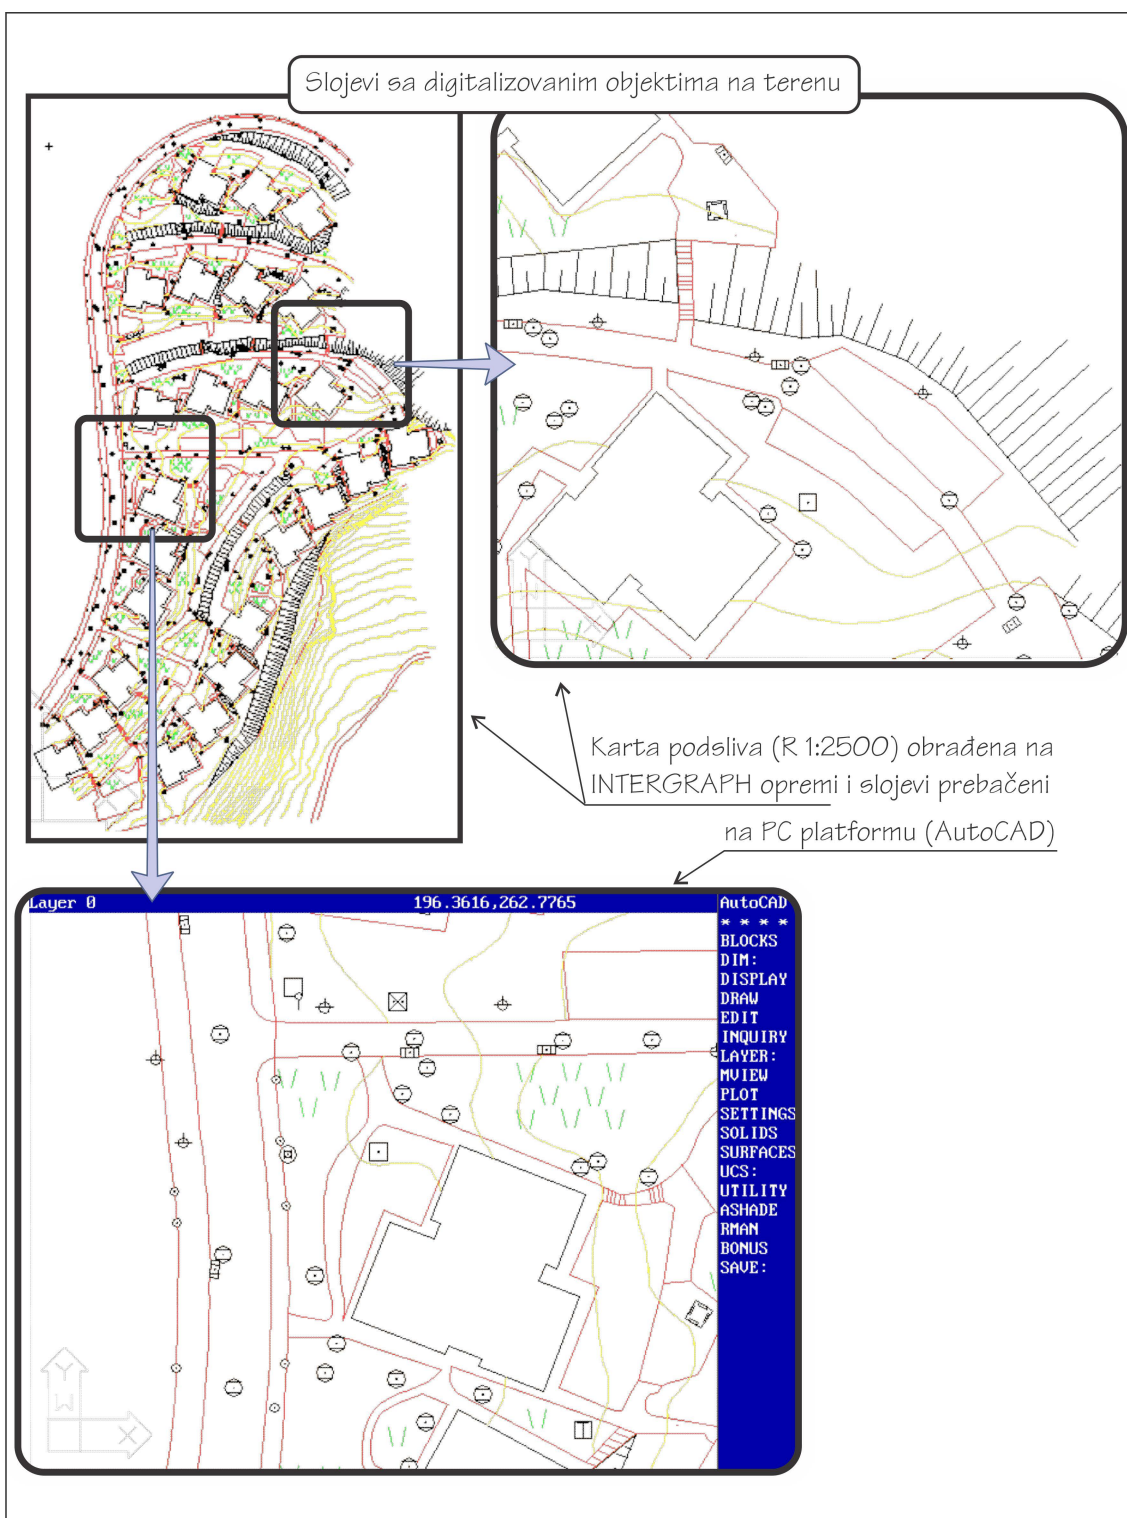 Slojevi sa digitalizovanim objektima na terenu
Karta podsliva (R 1:2500) obrađena na
INTERGRAPH opremi i slojevi prebačeni
na PC platformu (AutoCAD)
Layer 0
196.3616,262.7765
AutoCAD
* * * *
BLOCKS
DIM:
DISPLAY
DRAW
EDIT
INQUIRY
LAYER:
MVIEW
PLOT
SETTINGS
SOLIDS
SURFACES
UCS:
UTILITY
ASHADE
RMAN
BONUS
SAVE:
Y
W
X